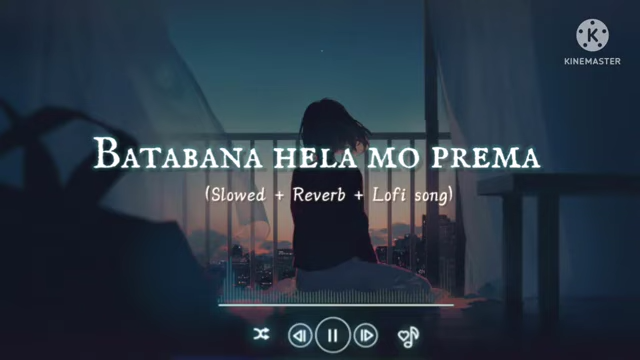 K
KINEMASTER
BATABANA HELA MO PREMA
(Slowed + Reverb + Lofi song)